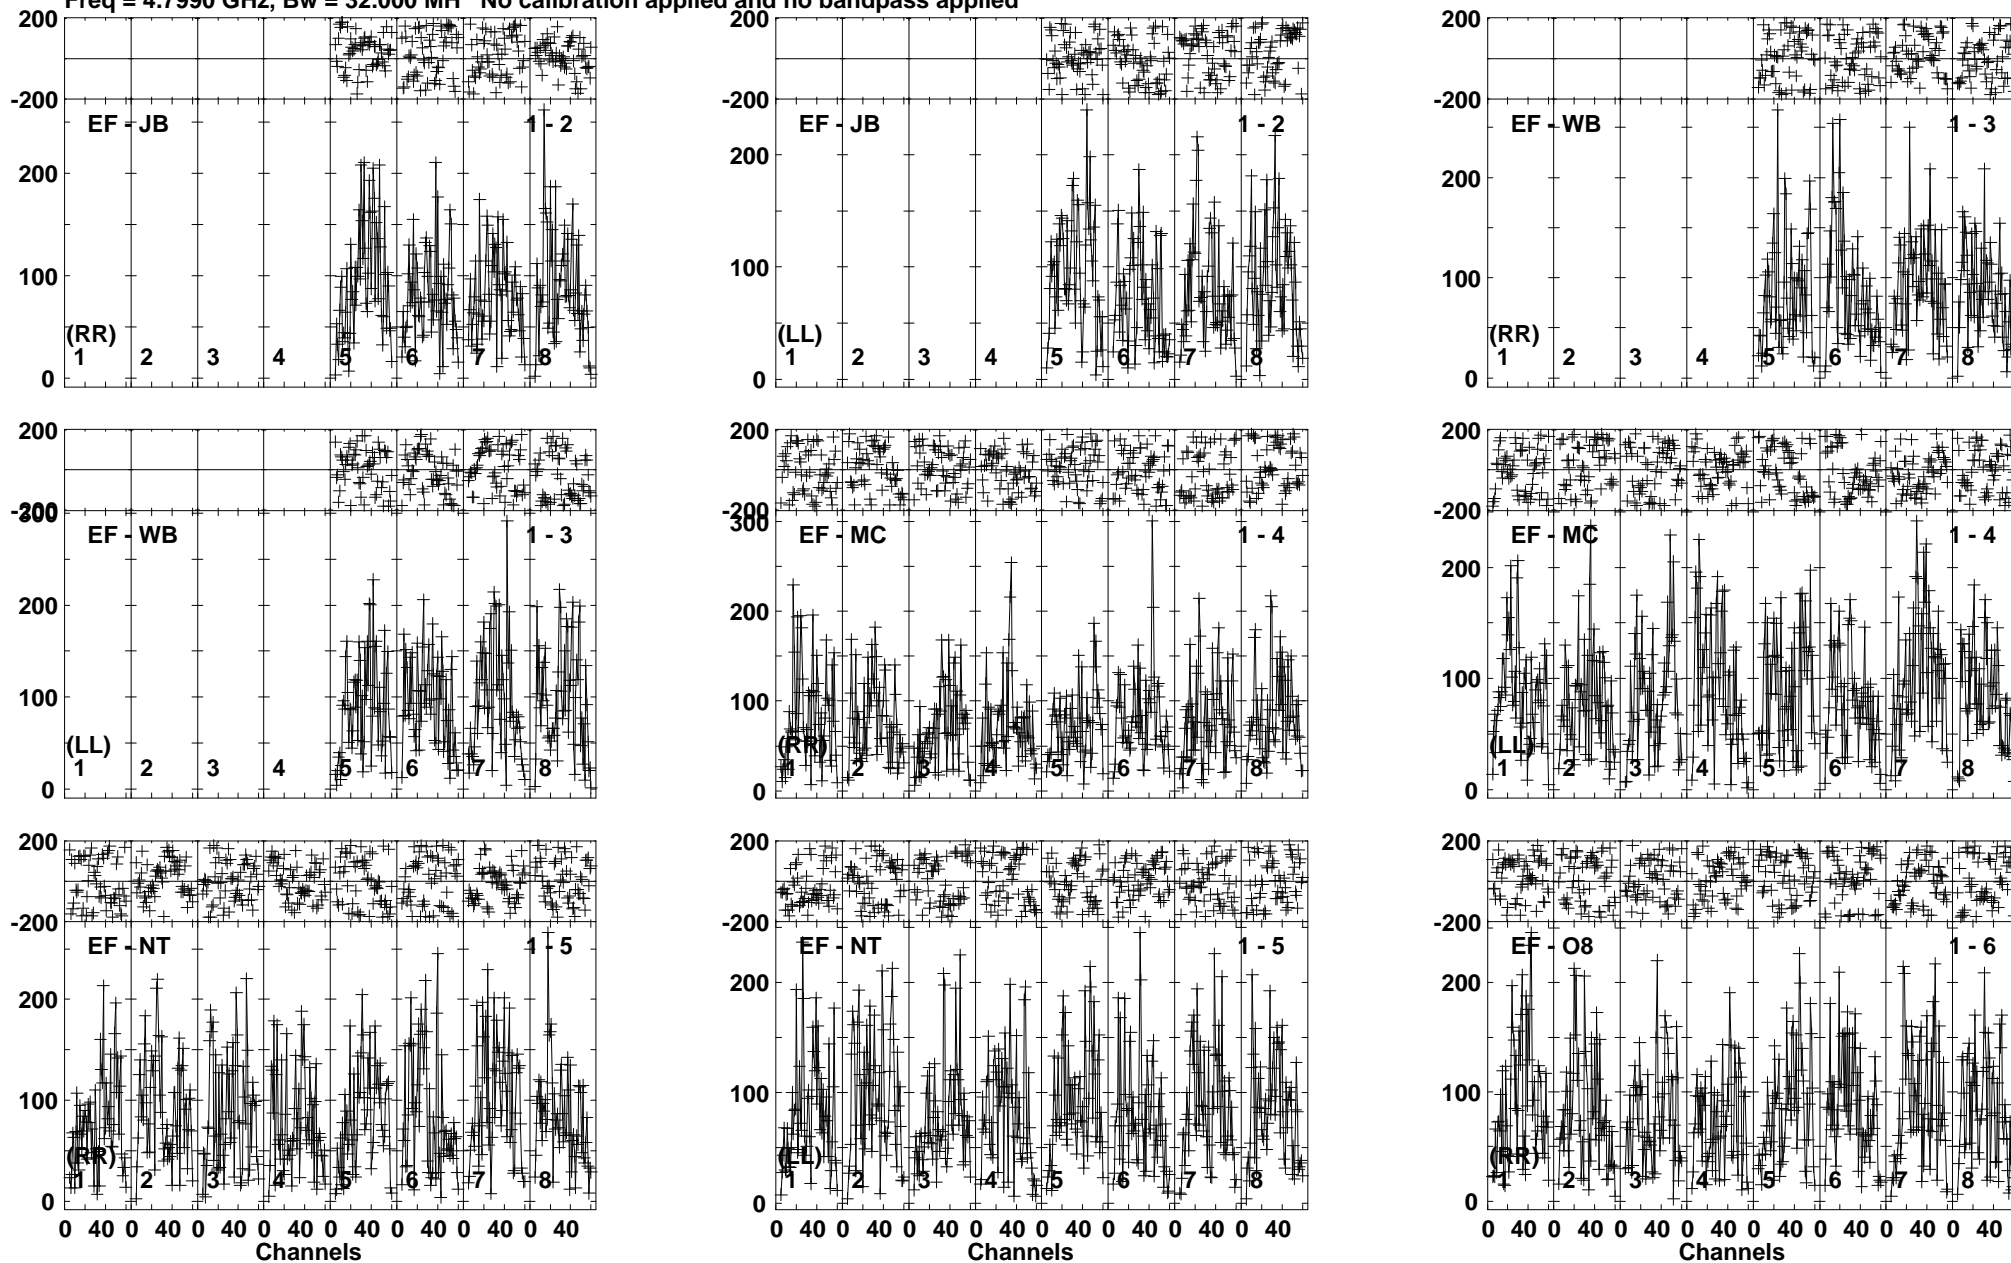 Freq = 4.7990 GHz, Bw = 32.000 MH No calibration applied and no bandpass applied
200 200 200
-200 -200 -200
EF - JB 1 - 2 EF - JB 1 - 2 EF - WB 1 - 3
200 200 200
100 100 100
(RR) (LL) (RR)
1 2 3 4 5 6 7 8 1 2 3 4 5 6 7 8 1 2 3 4 5 6 7 8
0 0 0
200 200 200
-200 -200 -200
300 300
EF - WB 1 - 3 EF - MC 1 - 4 EF - MC 1 - 4
200 200 200
100 100 100
(LL) (RR) (LL)
1 2 3 4 5 6 7 8 1 2 3 4 5 6 7 8 1 2 3 4 5 6 7 8
0 0 0
200 200 200
-200 -200 -200
EF - NT 1 - 5 EF - NT 1 - 5 EF - O8 1 - 6
200 200 200
100 100 100
(RR) (LL) (RR)
1 2 3 4 5 6 7 8 1 2 3 4 5 6 7 8 1 2 3 4 5 6 7 8
0 0 0
0 40 0 40 0 40 0 40 0 40 0 40 0 40 0 40 0 40 0 40 0 40 0 40 0 40 0 40 0 40 0 40 0 40 0 40 0 40 0 40 0 40 0 40 0 40 0 40
Channels Channels